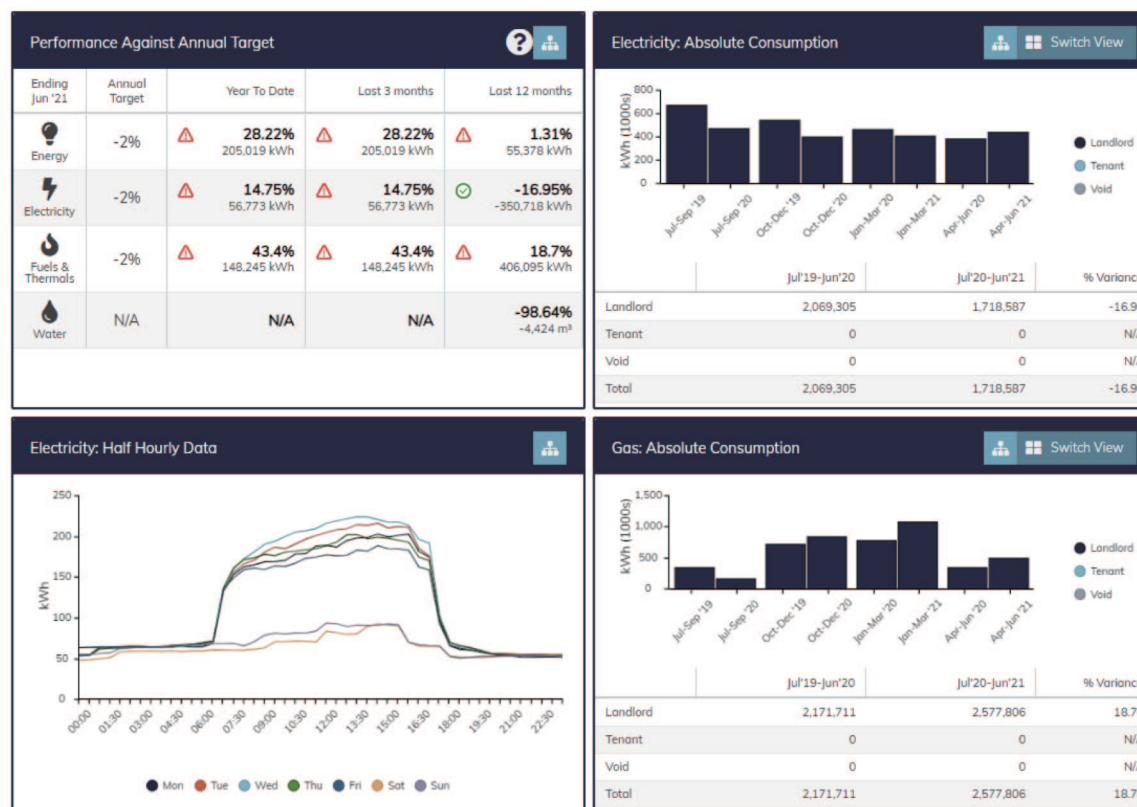 Performance Against Annual Target
?
Ending Jun '21 Annual Target Year To Date Last 3 months Last 12 months
Energy -2% 28.22% 28.22% 1.31%
205,019 kWh 205,019 kWh 55,378 kWh
Electricity -2% 14.75% 14.75% -16.95%
56,773 kWh 56,773 kWh -350,718 kWh
Fuels & Thermals -2% 43.4% 43.4% 18.7%
148,245 kWh 148,245 kWh 406,095 kWh
Water N/A N/A N/A -98.64%
-4,424 m³
Electricity: Absolute Consumption
Switch View
kWh (1000s)
800
600
400
200
0
Jul-Sep '19 Jul-Sep '20 Oct-Dec '19 Oct-Dec '20 Jan-Mar '20 Jan-Mar '21 Apr-Jun '20 Apr-Jun '21
Landlord
Tenant
Void
Jul'19-Jun'20 Jul'20-Jun'21 % Varianc
Landlord 2,069,305 1,718,587 -16.9
Tenant 0 0 N/
Void 0 0 N/
Total 2,069,305 1,718,587 -16.9
Electricity: Half Hourly Data
kWh
250
200
150
100
50
0
00:00 01:30 03:00 04:30 06:00 07:30 09:00 10:30 12:00 13:30 15:00 16:30 18:00 19:30 21:00 22:30
Mon Tue Wed Thu Fri Sat Sun
Gas: Absolute Consumption
Switch View
kWh (1000s)
1,500
1,000
500
0
Jul-Sep '19 Jul-Sep '20 Oct-Dec '19 Oct-Dec '20 Jan-Mar '20 Jan-Mar '21 Apr-Jun '20 Apr-Jun '21
Landlord
Tenant
Void
Jul'19-Jun'20 Jul'20-Jun'21 % Varianc
Landlord 2,171,711 2,577,806 18.7
Tenant 0 0 N/
Void 0 0 N/
Total 2,171,711 2,577,806 18.7